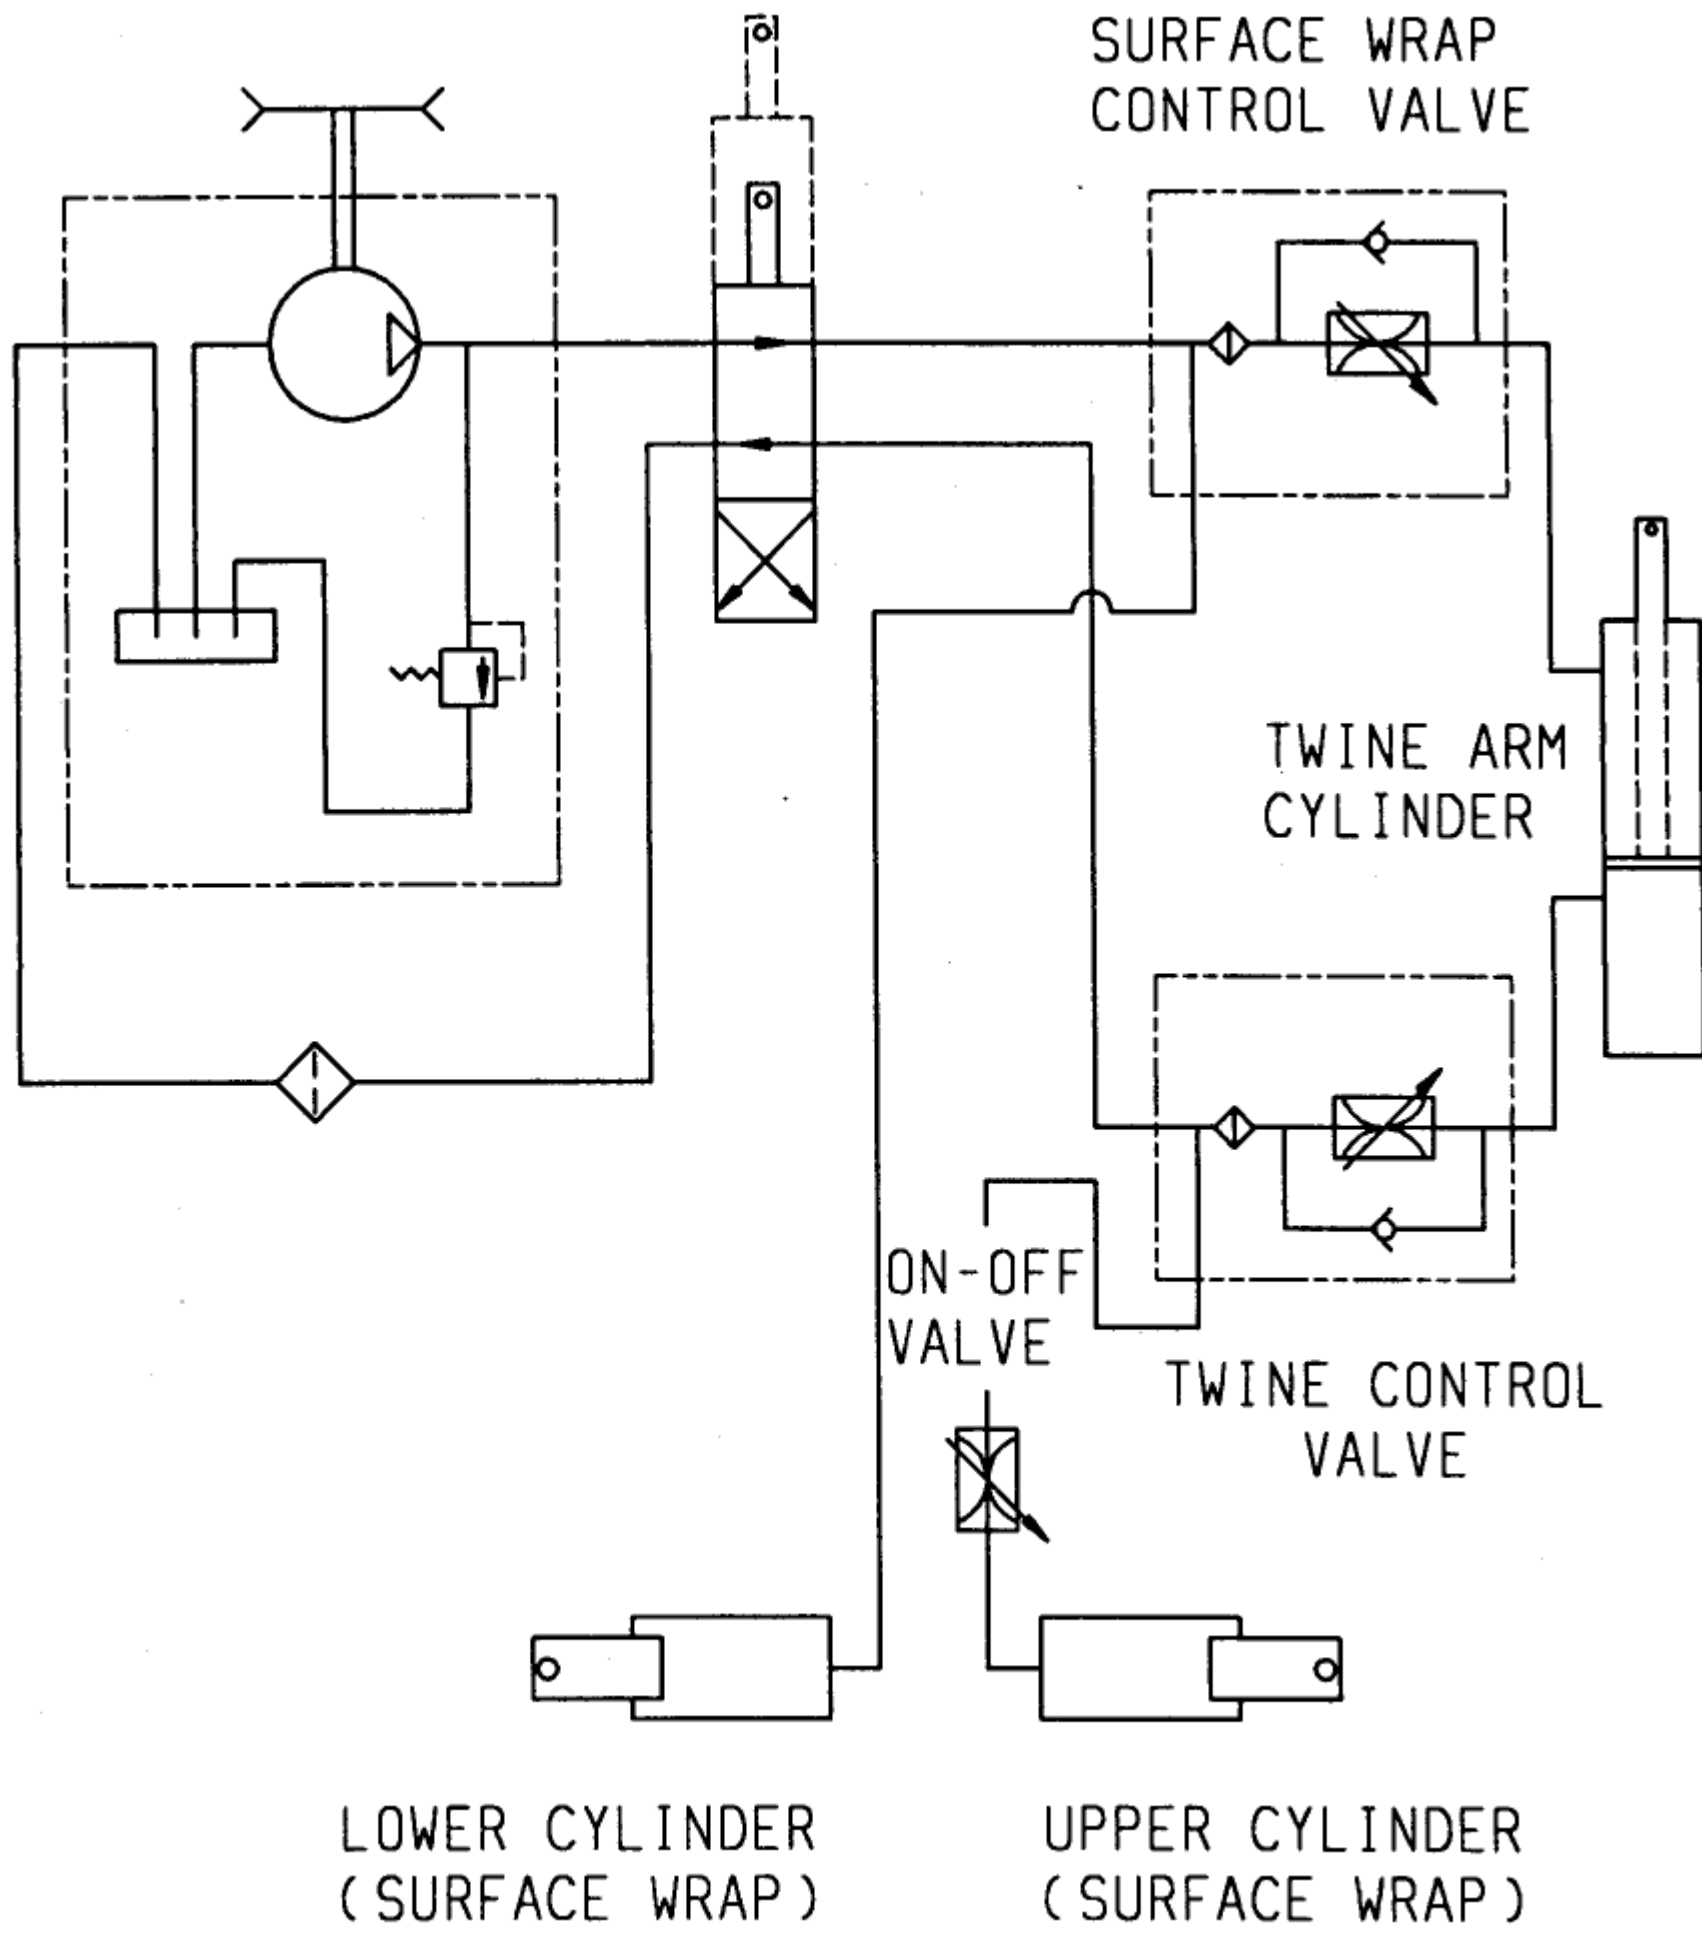 SURFACE WRAP
CONTROL VALVE
TWINE ARM
CYLINDER
ON-OFF
VALVE
TWINE CONTROL
VALVE
LOWER CYLINDER
(SURFACE WRAP)
UPPER CYLINDER
(SURFACE WRAP)